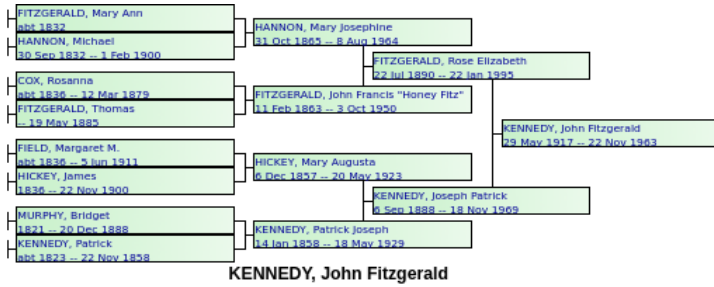 FITZGERALD, Mary Ann
abt 1832
HANNON, Michael
30 Sep 1832 -- 1 Feb 1900
COX, Rosanna
abt 1836 -- 12 Mar 1879
FITZGERALD, Thomas
-- 19 May 1885
FIELD, Margaret M.
abt 1836 -- 5 Jun 1911
HICKEY, James
1836 -- 22 Nov 1900
MURPHY, Bridget
1821 -- 20 Dec 1888
KENNEDY, Patrick
abt 1823 -- 22 Nov 1858
HANNON, Mary Josephine
31 Oct 1865 -- 8 Aug 1964
FITZGERALD, John Francis "Honey Fitz"
11 Feb 1863 -- 3 Oct 1950
HICKEY, Mary Augusta
6 Dec 1857 -- 20 May 1923
KENNEDY, Patrick Joseph
14 Jan 1858 -- 18 May 1929
FITZGERALD, Rose Elizabeth
22 Jul 1890 -- 22 Jan 1995
KENNEDY, Joseph Patrick
6 Sep 1888 -- 18 Nov 1969
KENNEDY, John Fitzgerald
29 May 1917 -- 22 Nov 1963
KENNEDY, John Fitzgerald